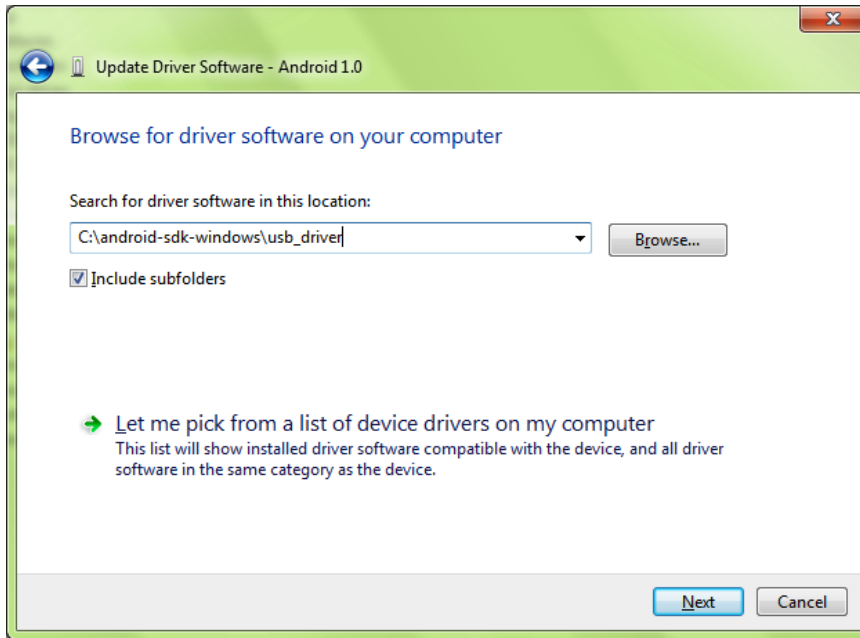 Update Driver Software - Android 1.0
Browse for driver software on your computer
Search for driver software in this location:
C:\android-sdk-windows\usb_driver
Browse...
Include subfolders
Let me pick from a list of device drivers on my computer
This list will show installed driver software compatible with the device, and all driver
software in the same category as the device.
Next
Cancel